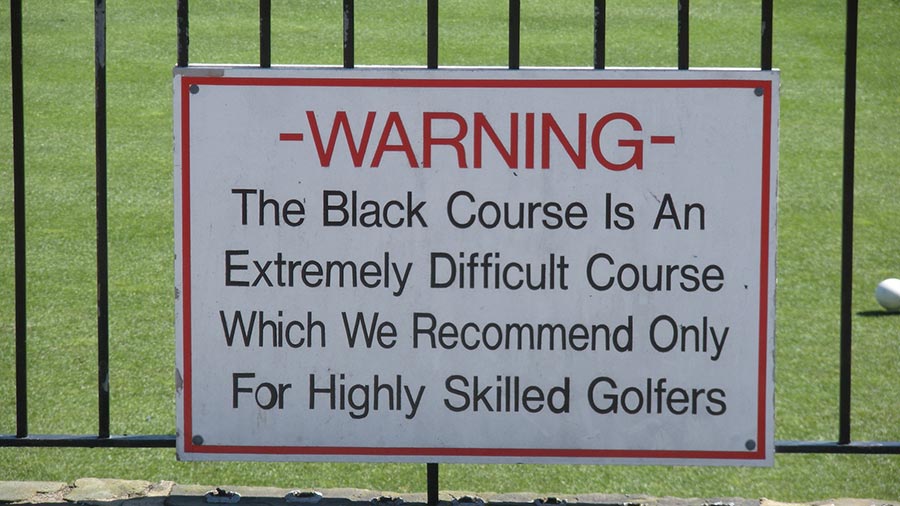 -WARNING-
The Black Course Is An
Extremely Difficult Course
Which We Recommend Only
For Highly Skilled Golfers